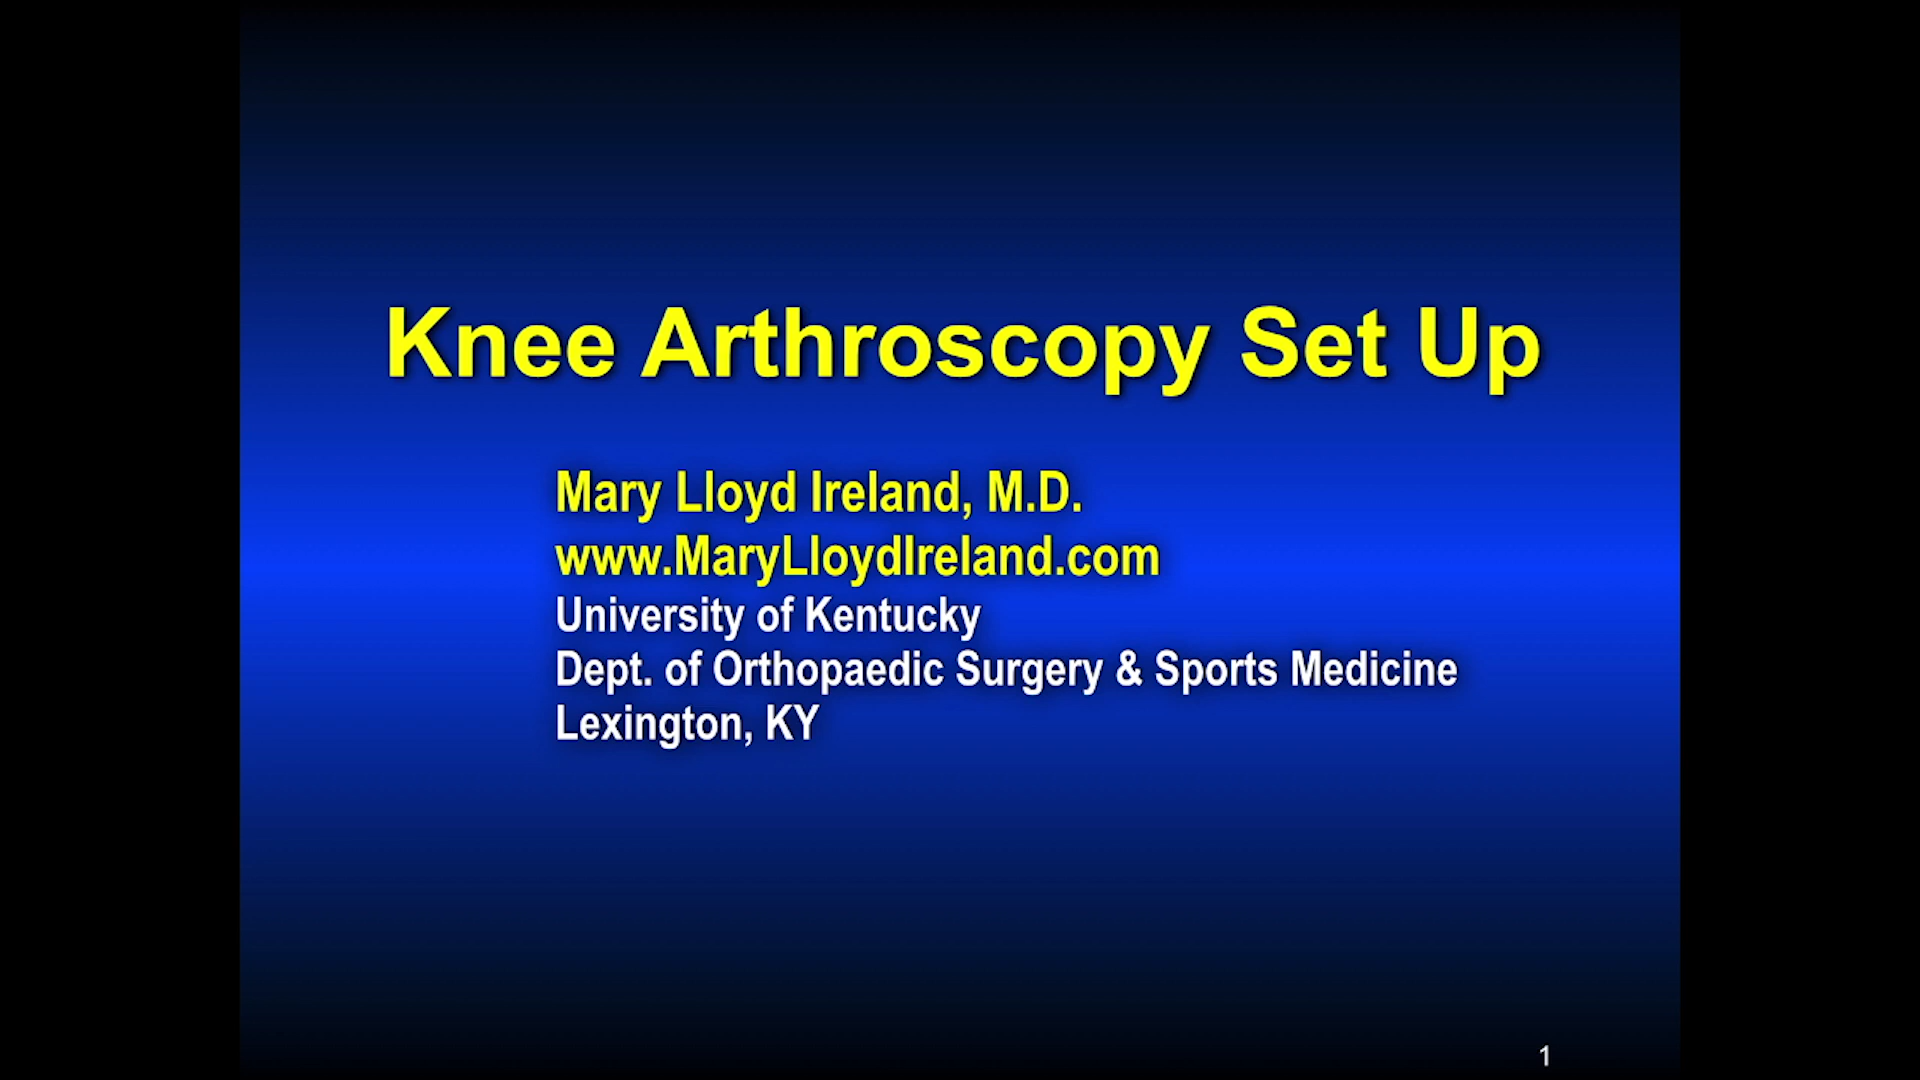 Knee Arthroscopy Set Up
Mary Lloyd Ireland, M.D.
www.MaryLloydIreland.com
University of Kentucky
Dept. of Orthopaedic Surgery & Sports Medicine
Lexington, KY
1